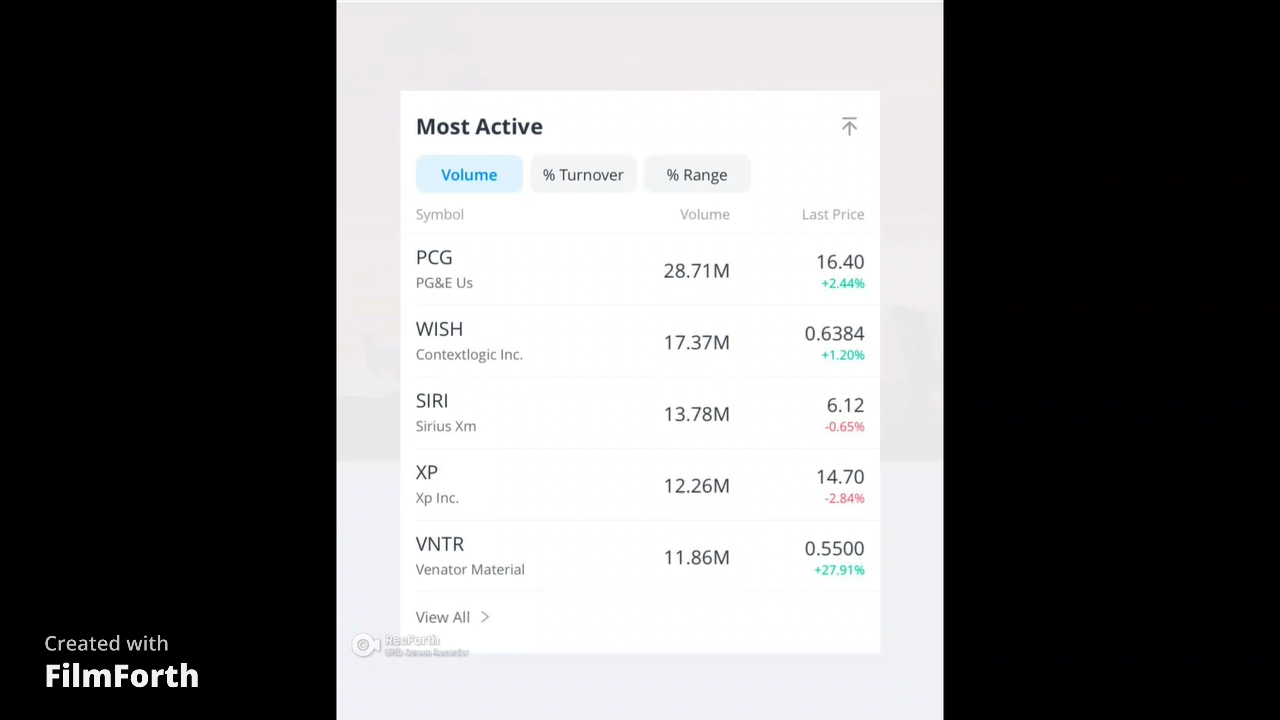 Most Active
Volume % Turnover % Range
Symbol Volume Last Price
PCG 28.71M 16.40
PG&E Us +2.44%
WISH 17.37M 0.6384
Contextlogic Inc. +1.20%
SIRI 13.78M 6.12
Sirius Xm -0.65%
XP 12.26M 14.70
Xp Inc. -2.84%
VNTR 11.86M 0.5500
Venator Material +27.91%
View All
RecForth
Created with
FilmForth